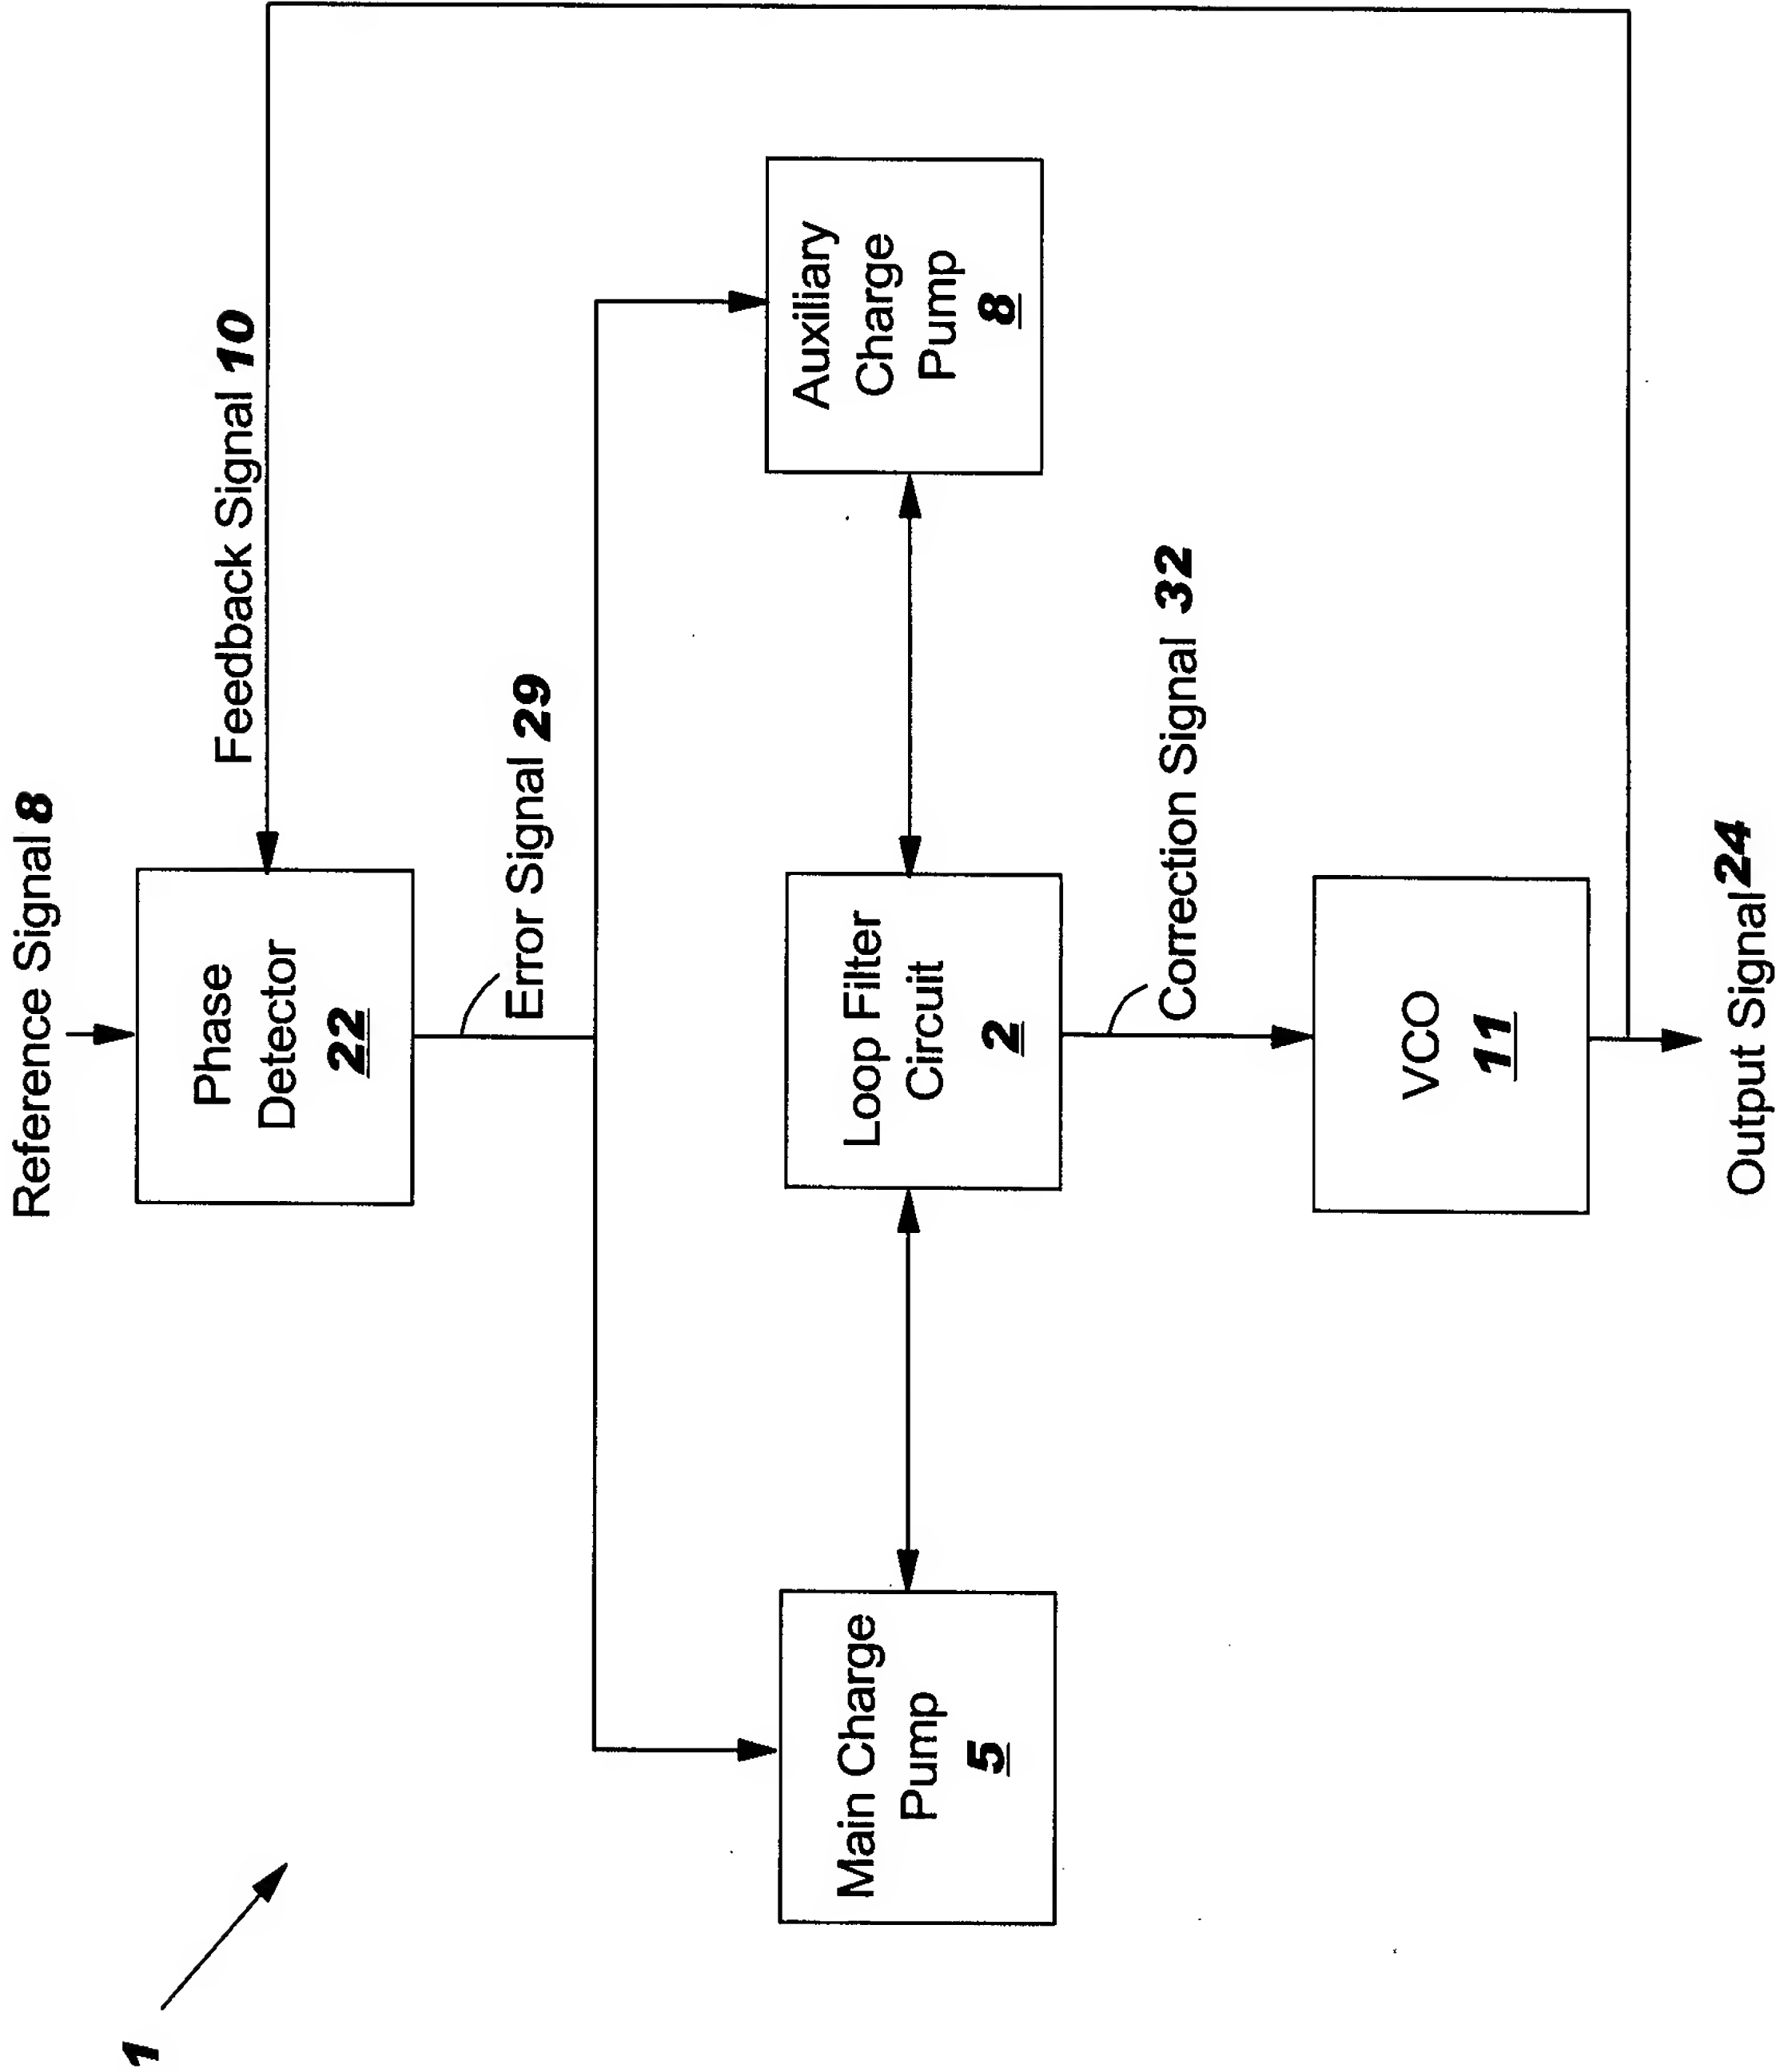 Reference Signal 8
Feedback Signal 10
Phase
Detector
22
Error Signal 29
Main Charge
Pump
5
Loop Filter
Circuit
2
Auxiliary
Charge
Pump
8
Correction Signal 32
VCO
11
Output Signal 24
1